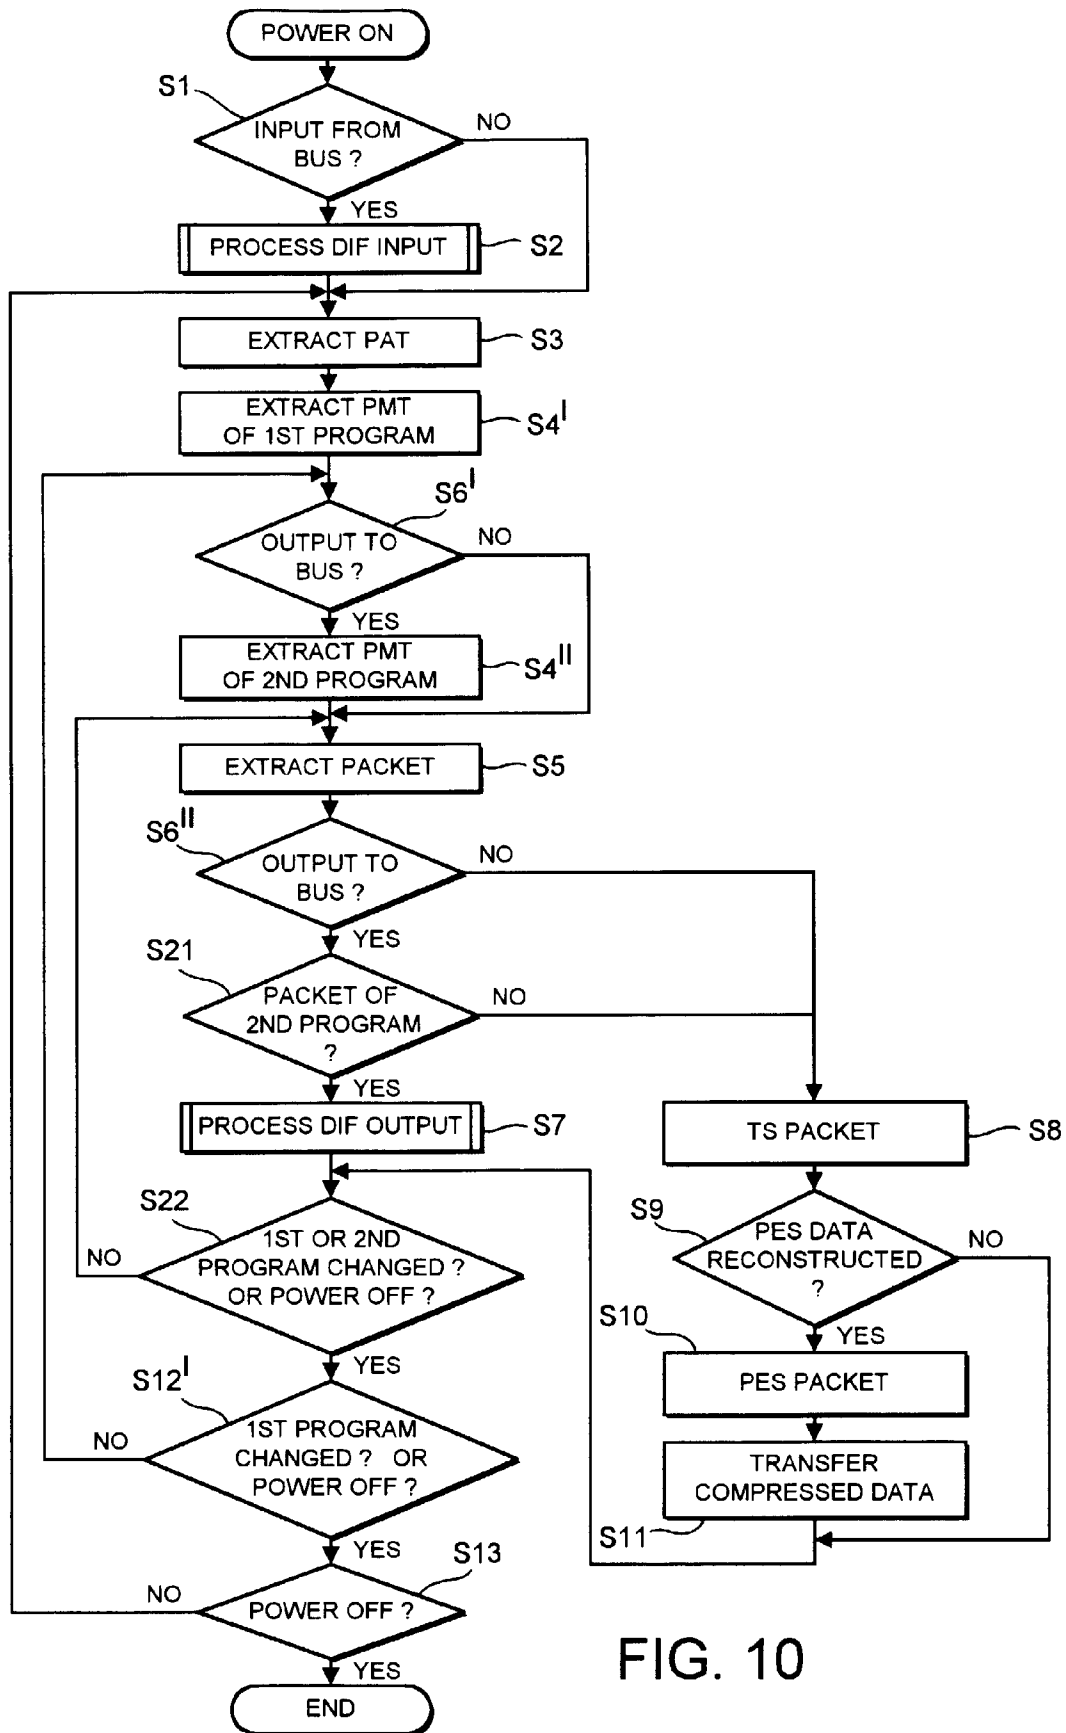 POWER ON
S1
INPUT FROM
BUS ?
NO
YES
PROCESS DIF INPUT
S2
EXTRACT PAT
S3
EXTRACT PMT
OF 1ST PROGRAM
S4I
S6I
OUTPUT TO
BUS ?
NO
YES
EXTRACT PMT
OF 2ND PROGRAM
S4II
EXTRACT PACKET
S5
S6II
OUTPUT TO
BUS ?
NO
YES
S21
PACKET OF
2ND PROGRAM
?
NO
YES
PROCESS DIF OUTPUT
S7
TS PACKET
S8
S22
1ST OR 2ND
PROGRAM CHANGED ?
OR POWER OFF ?
NO
YES
S9
PES DATA
RECONSTRUCTED
?
NO
YES
S10
PES PACKET
S12I
1ST PROGRAM
CHANGED ? OR
POWER OFF ?
NO
YES
TRANSFER
COMPRESSED DATA
S11
S13
POWER OFF ?
NO
YES
END
FIG. 10